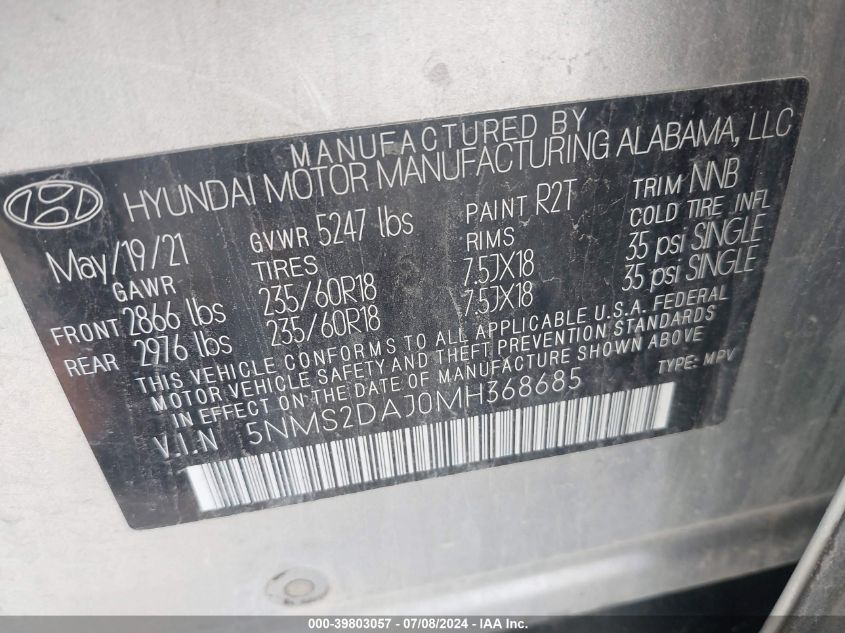 MANUFACTURED BY
HYUNDAI MOTOR MANUFACTURING ALABAMA, LLC
May/19/21 GVWR 5247 lbs PAINT R2T TRIM NNB
GAWR TIRES RIMS COLD TIRE INFL
FRONT 2866 lbs 235/60R18 7.5JX18 35 psi SINGLE
REAR 2976 lbs 235/60R18 7.5JX18 35 psi SINGLE
THIS VEHICLE CONFORMS TO ALL APPLICABLE U.S.A. FEDERAL
MOTOR VEHICLE SAFETY AND THEFT PREVENTION STANDARDS
IN EFFECT ON THE DATE OF MANUFACTURE SHOWN ABOVE
V.I.N 5NMS2DAJ0MH368685 TYPE: MPV
000-39803057 - 07/08/2024 - IAA Inc.